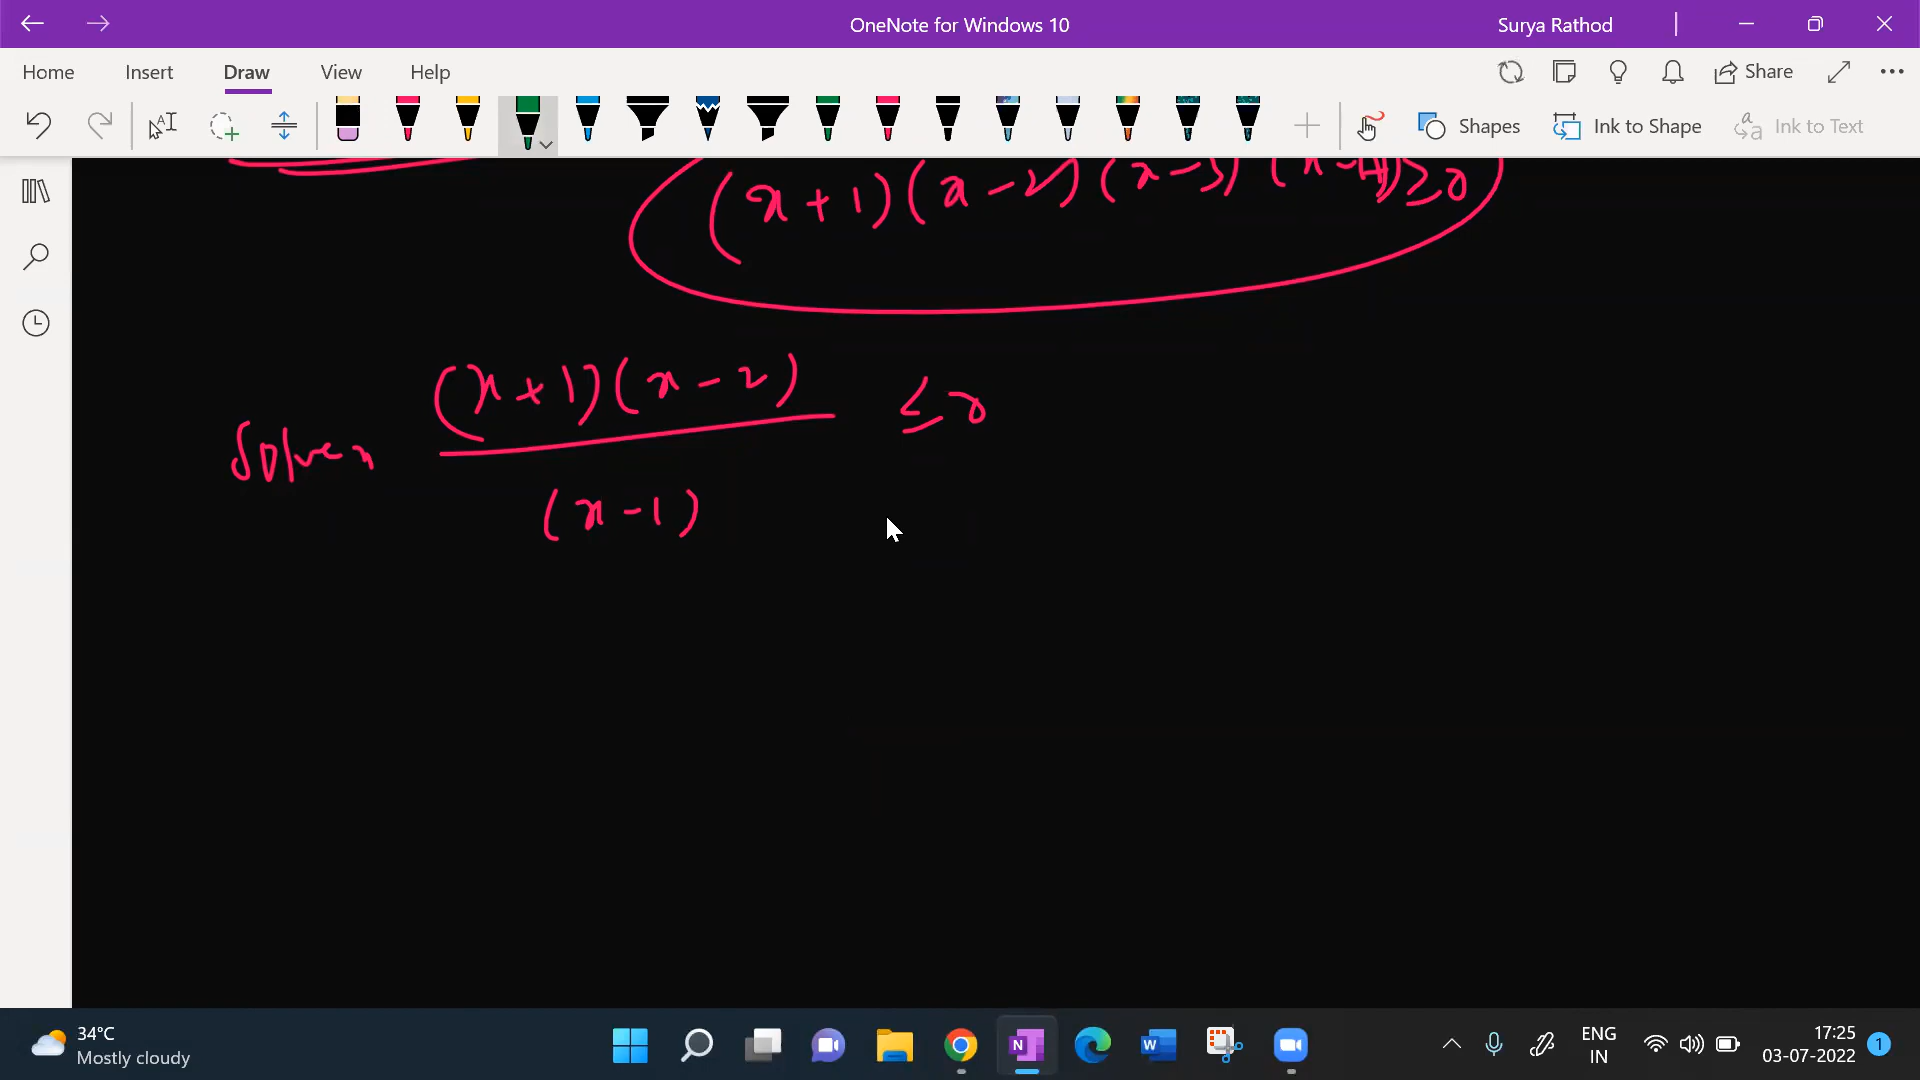 OneNote for Windows 10
Surya Rathod
Home Insert Draw View Help
Share
Shapes Ink to Shape Ink to Text
(x+1)(x-2)(x-3)(x-4)≥0
(x+1)(x-2)
Solve x ≤0
(x-1)
34°C
Mostly cloudy
ENG
IN
17:25
03-07-2022
1